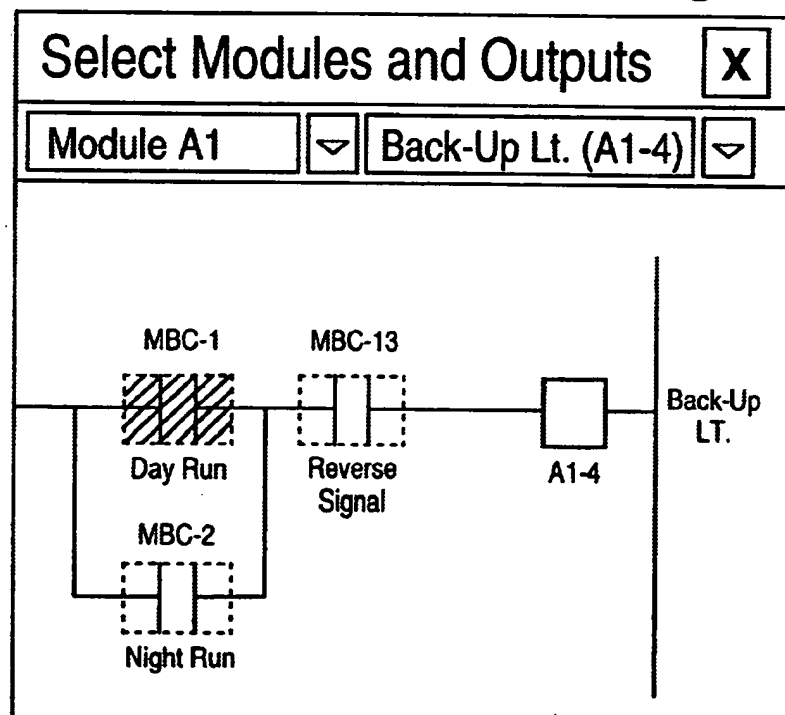 Select Modules and Outputs X
Module A1 Back-Up Lt. (A1-4)
MBC-1 MBC-13
Day Run Reverse Signal A1-4 Back-Up LT.
MBC-2
Night Run